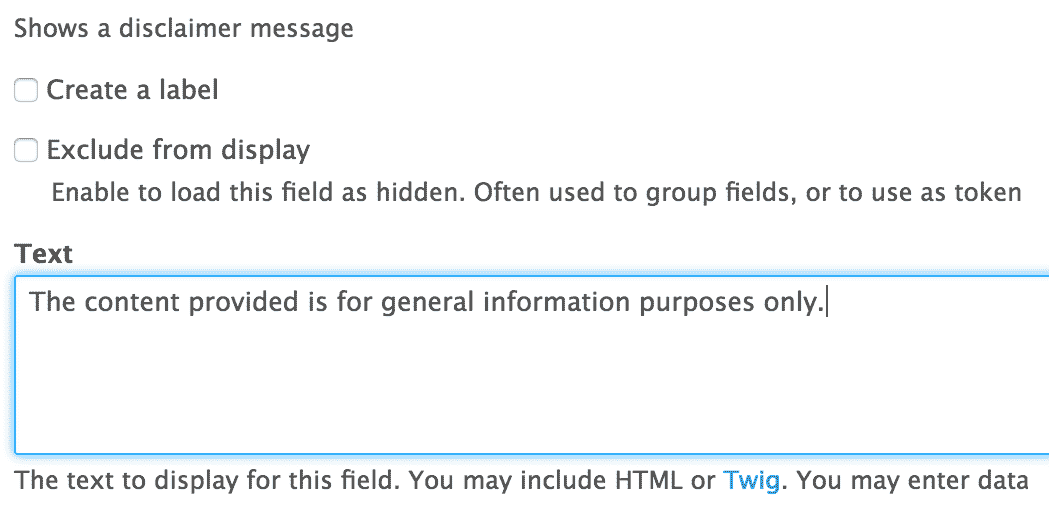 Shows a disclaimer message
Create a label
Exclude from display
Enable to load this field as hidden. Often used to group fields, or to use as token
Text
The content provided is for general information purposes only.
The text to display for this field. You may include HTML or Twig. You may enter data